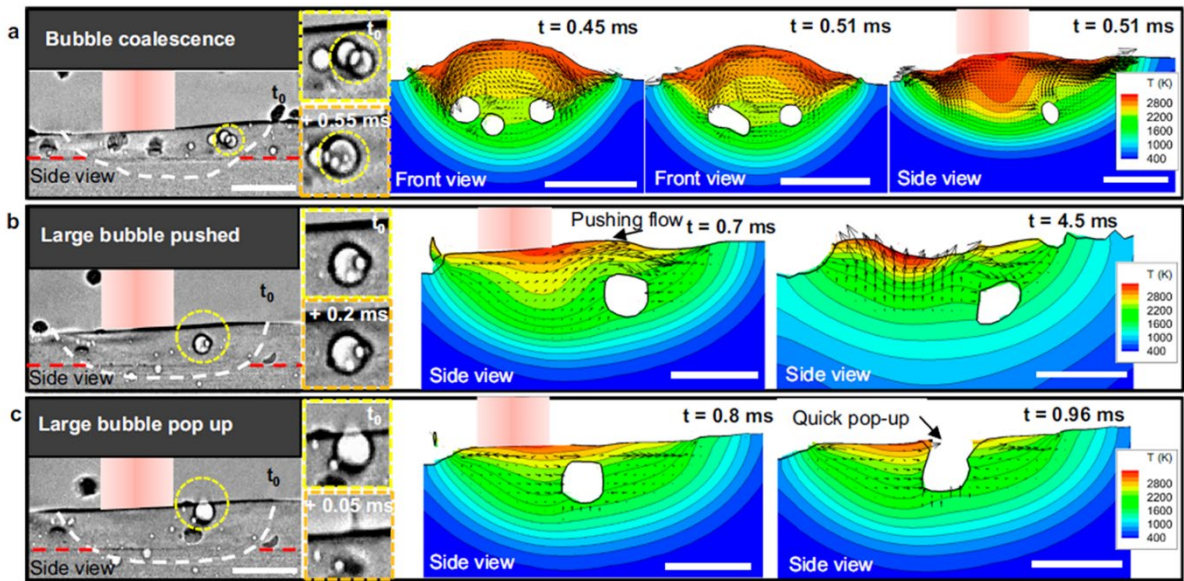 a
Bubble coalescence
t0
Side view
t0
+ 0.55 ms
t = 0.45 ms
Front view
t = 0.51 ms
Front view
t = 0.51 ms
Side view
T (K)
2800
2200
1600
1000
400
b
Large bubble pushed
t0
Side view
t0
+ 0.2 ms
Pushing flow
t = 0.7 ms
Side view
t = 4.5 ms
Side view
T (K)
2800
2200
1600
1000
400
c
Large bubble pop up
t0
Side view
t0
+ 0.05 ms
t = 0.8 ms
Side view
Quick pop-up
t = 0.96 ms
Side view
T (K)
2800
2200
1600
1000
400